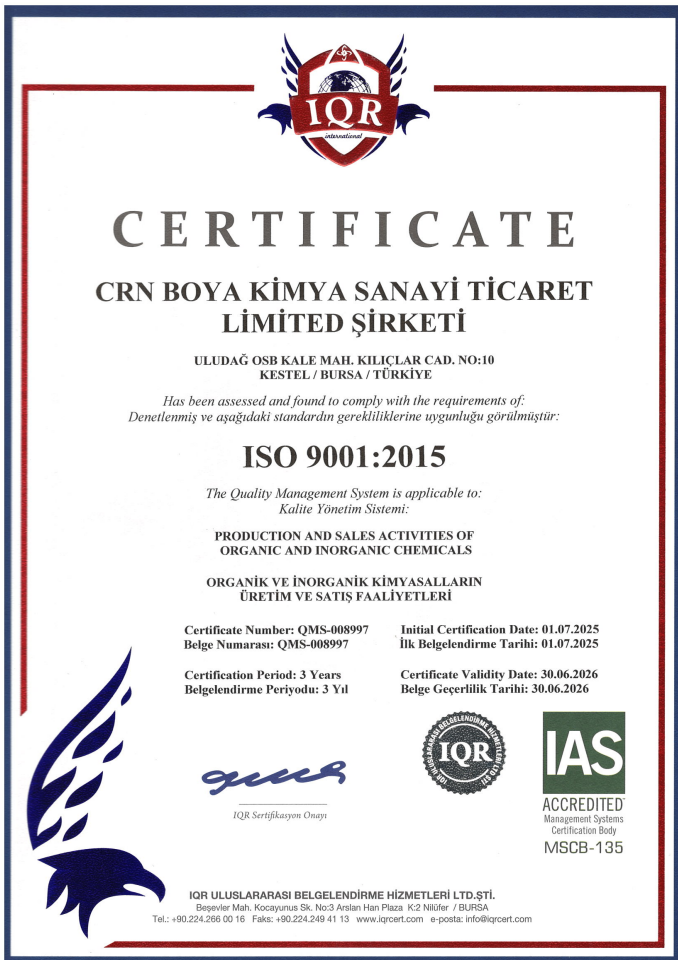 IQR
international
CERTIFICATE
CRN BOYA KİMYA SANAYİ TİCARET
LİMİTED ŞİRKETİ
ULUDAĞ OSB KALE MAH. KILIÇLAR CAD. NO:10
KESTEL / BURSA / TÜRKİYE
Has been assessed and found to comply with the requirements of:
Denetlenmiş ve aşağıdaki standardın gerekliliklerine uygunluğu görülmüştür:
ISO 9001:2015
The Quality Management System is applicable to:
Kalite Yönetim Sistemi:
PRODUCTION AND SALES ACTIVITIES OF
ORGANIC AND INORGANIC CHEMICALS
ORGANİK VE İNORGANİK KİMYASALLARIN
ÜRETİM VE SATIŞ FAALİYETLERİ
Certificate Number: QMS-008997
Belge Numarası: QMS-008997
Initial Certification Date: 01.07.2025
İlk Belgelendirme Tarihi: 01.07.2025
Certification Period: 3 Years
Belgelendirme Periyodu: 3 Yıl
Certificate Validity Date: 30.06.2026
Belge Geçerlilik Tarihi: 30.06.2026
IQR Sertifikasyon Onayı
IQR ULUSLARARASI BELGELENDİRME HİZMETLERİ LTD.ŞTİ.
IQR
IAS
ACCREDITED
Management Systems
Certification Body
MSCB-135
IQR ULUSLARARASI BELGELENDİRME HİZMETLERİ LTD.ŞTİ.
Beşevler Mah. Kocayunus Sk. No:3 Arslan Han Plaza K:2 Nilüfer / BURSA
Tel.: +90.224.266 00 16 Faks: +90.224.249 41 13 www.iqrcert.com e-posta: info@iqrcert.com